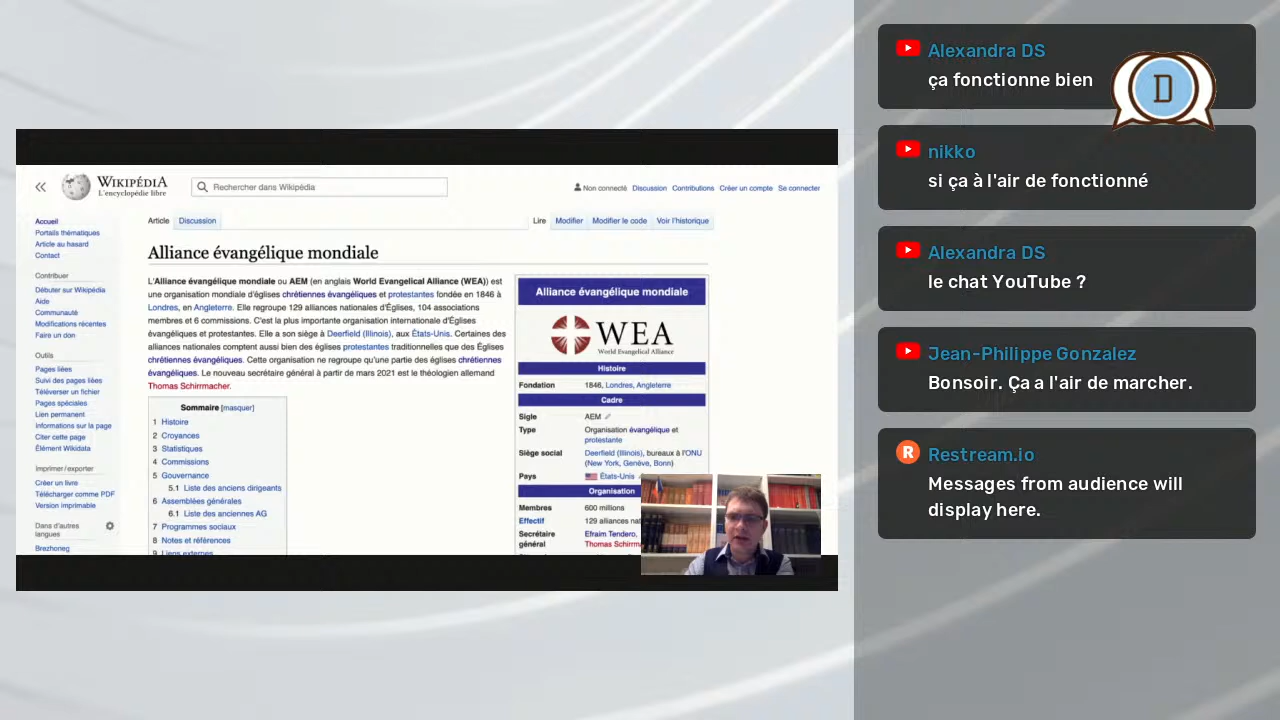 WIKIPÉDIA
L'encyclopédie libre
Rechercher dans Wikipédia
Non connecté Discussion Contributions Créer un compte Se connecter
Article Discussion
Lire Modifier Modifier le code Voir l'historique
Accueil
Portails thématiques
Article au hasard
Contact
Contribuer
Débuter sur Wikipédia
Aide
Communauté
Modifications récentes
Faire un don
Outils
Pages liées
Suivi des pages liées
Téléverser un fichier
Pages spéciales
Lien permanent
Informations sur la page
Citer cette page
Élément Wikidata
Imprimer/exporter
Créer un livre
Télécharger comme PDF
Version imprimable
Dans d'autres
langues
Brezhoneg
Alliance évangélique mondiale
L'Alliance évangélique mondiale ou AEM (en anglais World Evangelical Alliance (WEA)) est
une organisation mondiale d'églises chrétiennes évangéliques et protestantes fondée en 1846 à
Londres, en Angleterre. Elle regroupe 129 alliances nationales d'Églises, 104 associations
membres et 6 commissions. C'est la plus importante organisation internationale d'Églises
évangéliques et protestantes. Elle a son siège à Deerfield (Illinois), aux États-Unis. Certaines des
alliances nationales comptent aussi bien des églises protestantes traditionnelles que des Églises
chrétiennes évangéliques. Cette organisation ne regroupe qu'une partie des églises chrétiennes
évangéliques. Le nouveau secrétaire général à partir de mars 2021 est le théologien allemand
Thomas Schirrmacher.
Sommaire [masquer]
1 Histoire
2 Croyances
3 Statistiques
4 Commissions
5 Gouvernance
5.1 Liste des anciens dirigeants
6 Assemblées générales
6.1 Liste des anciennes AG
7 Programmes sociaux
8 Notes et références
9 Liens externes
Alliance évangélique mondiale
WEA
World Evangelical Alliance
Histoire
Fondation 1846, Londres, Angleterre
Cadre
Sigle AEM
Type Organisation évangélique et
protestante
Siège social Deerfield (Illinois), bureaux à l'ONU
(New York, Genève, Bonn)
Pays États-Unis
Organisation
Membres 600 millions
Effectif 129 alliances nat
Secrétaire Efraim Tendero,
général Thomas Schirrm
Alexandra DS
ça fonctionne bien
D
nikko
si ça à l'air de fonctionné
Alexandra DS
le chat YouTube ?
Jean-Philippe Gonzalez
Bonsoir. Ça a l'air de marcher.
R
Restream.io
Messages from audience will
display here.